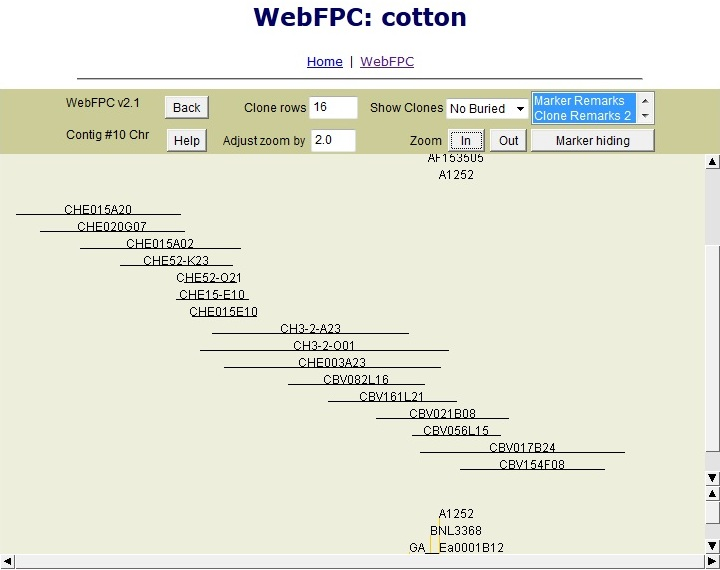 WebFPC: cotton
Home | WebFPC
WebFPC v2.1 Back Clone rows 16 Show Clones No Buried Marker Remarks
Clone Remarks 2
Contig #10 Chr Help Adjust zoom by 2.0 Zoom In Out Marker hiding
AF153505
A1252
CHE015A20
CHE020G07
CHE015A02
CHE52-K23
CHE52-O21
CHE15-E10
CHE015E10
CH3-2-A23
CH3-2-O01
CHE003A23
CBV082L16
CBV161L21
CBV021B08
CBV056L15
CBV017B24
CBV154F08
A1252
BNL3368
GA__Ea0001B12